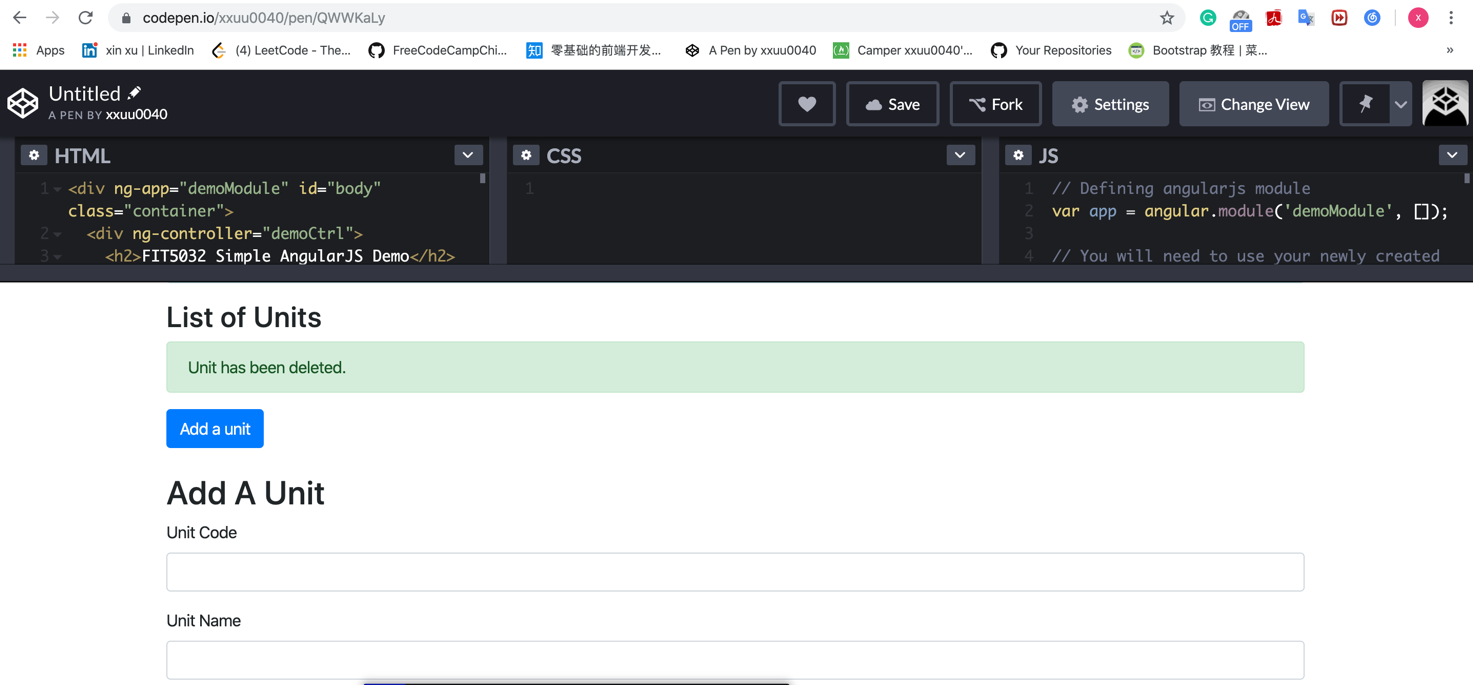 codepen.io/xxuu0040/pen/QWWKaLy
OFF
x
Apps
in xin xu | LinkedIn
(4) LeetCode - The...
FreeCodeCampChi...
知 零基础的前端开发...
A Pen by xxuu0040
Camper xxuu0040'...
Your Repositories
Bootstrap 教程 | 菜...
»
Untitled
A PEN BY xxuu0040
Save
Fork
Settings
Change View
HTML
1 <div ng-app="demoModule" id="body"
class="container">
2 <div ng-controller="demoCtrl">
3 <h2>FIT5032 Simple AngularJS Demo</h2>
CSS
1
JS
1 // Defining angularjs module
2 var app = angular.module('demoModule', []);
3
4 // You will need to use your newly created
List of Units
Unit has been deleted.
Add a unit
Add A Unit
Unit Code
Unit Name